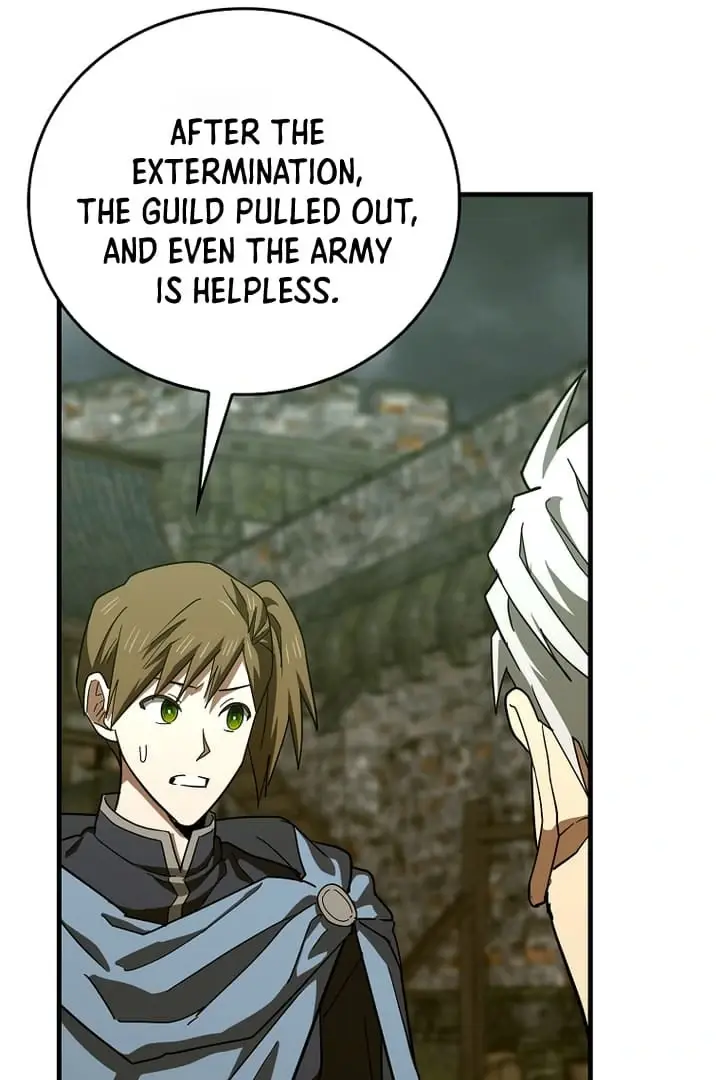 AFTER THE
EXTERMINATION,
THE GUILD PULLED OUT,
AND EVEN THE ARMY
IS HELPLESS.